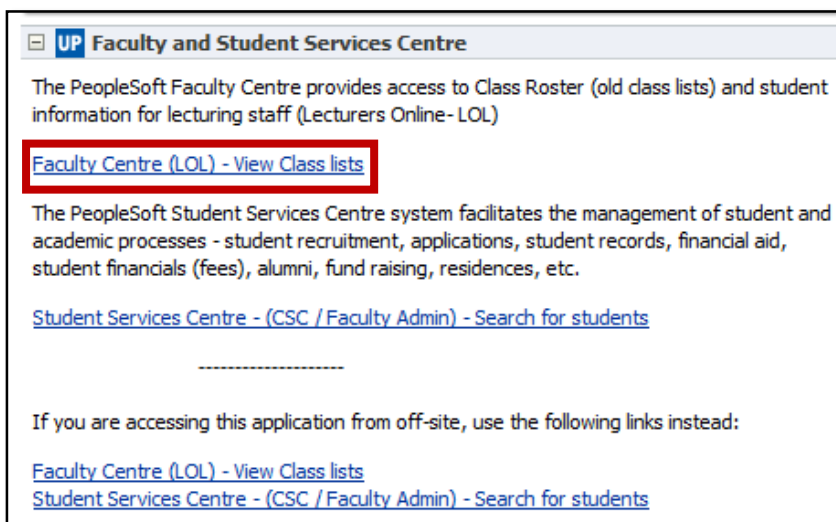 UP Faculty and Student Services Centre
The PeopleSoft Faculty Centre provides access to Class Roster (old class lists) and student
information for lecturing staff (Lecturers Online- LOL)
Faculty Centre (LOL) - View Class lists
The PeopleSoft Student Services Centre system facilitates the management of student and
academic processes - student recruitment, applications, student records, financial aid,
student financials (fees), alumni, fund raising, residences, etc.
Student Services Centre - (CSC / Faculty Admin) - Search for students
---------------------
If you are accessing this application from off-site, use the following links instead:
Faculty Centre (LOL) - View Class lists
Student Services Centre - (CSC / Faculty Admin) - Search for students